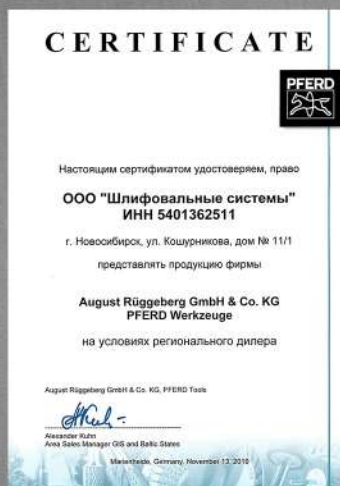 CERTIFICATE
PFERD
Настоящим сертификатом удостоверяем, право
ООО "Шлифовальные системы"
ИНН 5401362511
г. Новосибирск, ул. Кошурникова, дом № 11/1
представлять продукцию фирмы
August Rüggeberg GmbH & Co. KG
PFERD Werkzeuge
на условиях регионального дилера
August Rüggeberg GmbH & Co. KG, PFERD Tools
Alexander Kuhn
Area Sales Manager GIS and Baltic States
Marienheide, Germany, November 13, 2010